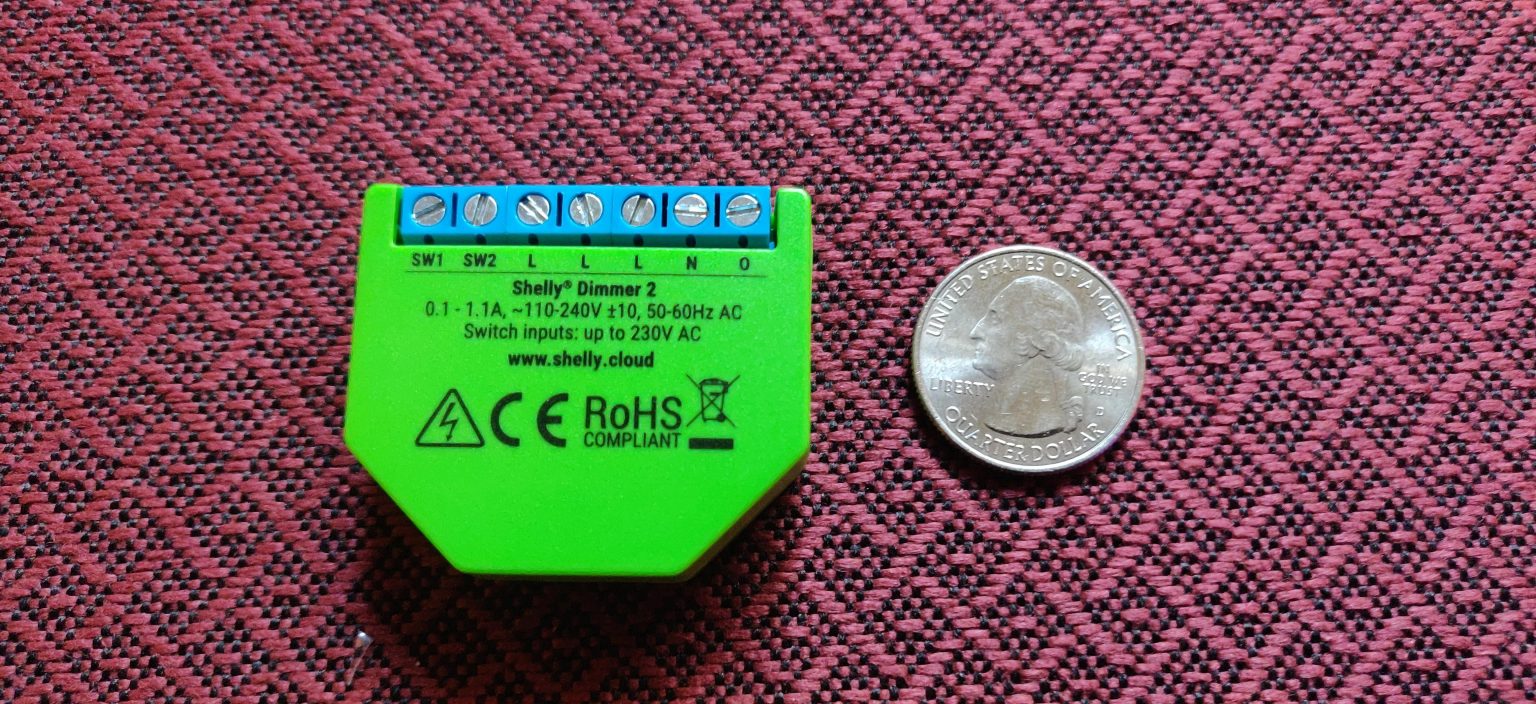 SW1 SW2 L L L N O
Shelly® Dimmer 2
0.1 - 1.1A, ~110-240V ±10, 50-60Hz AC
Switch inputs: up to 230V AC
www.shelly.cloud
CE RoHS
COMPLIANT
UNITED STATES OF AMERICA
LIBERTY
IN
GOD WE
TRUST
D
QUARTER DOLLAR